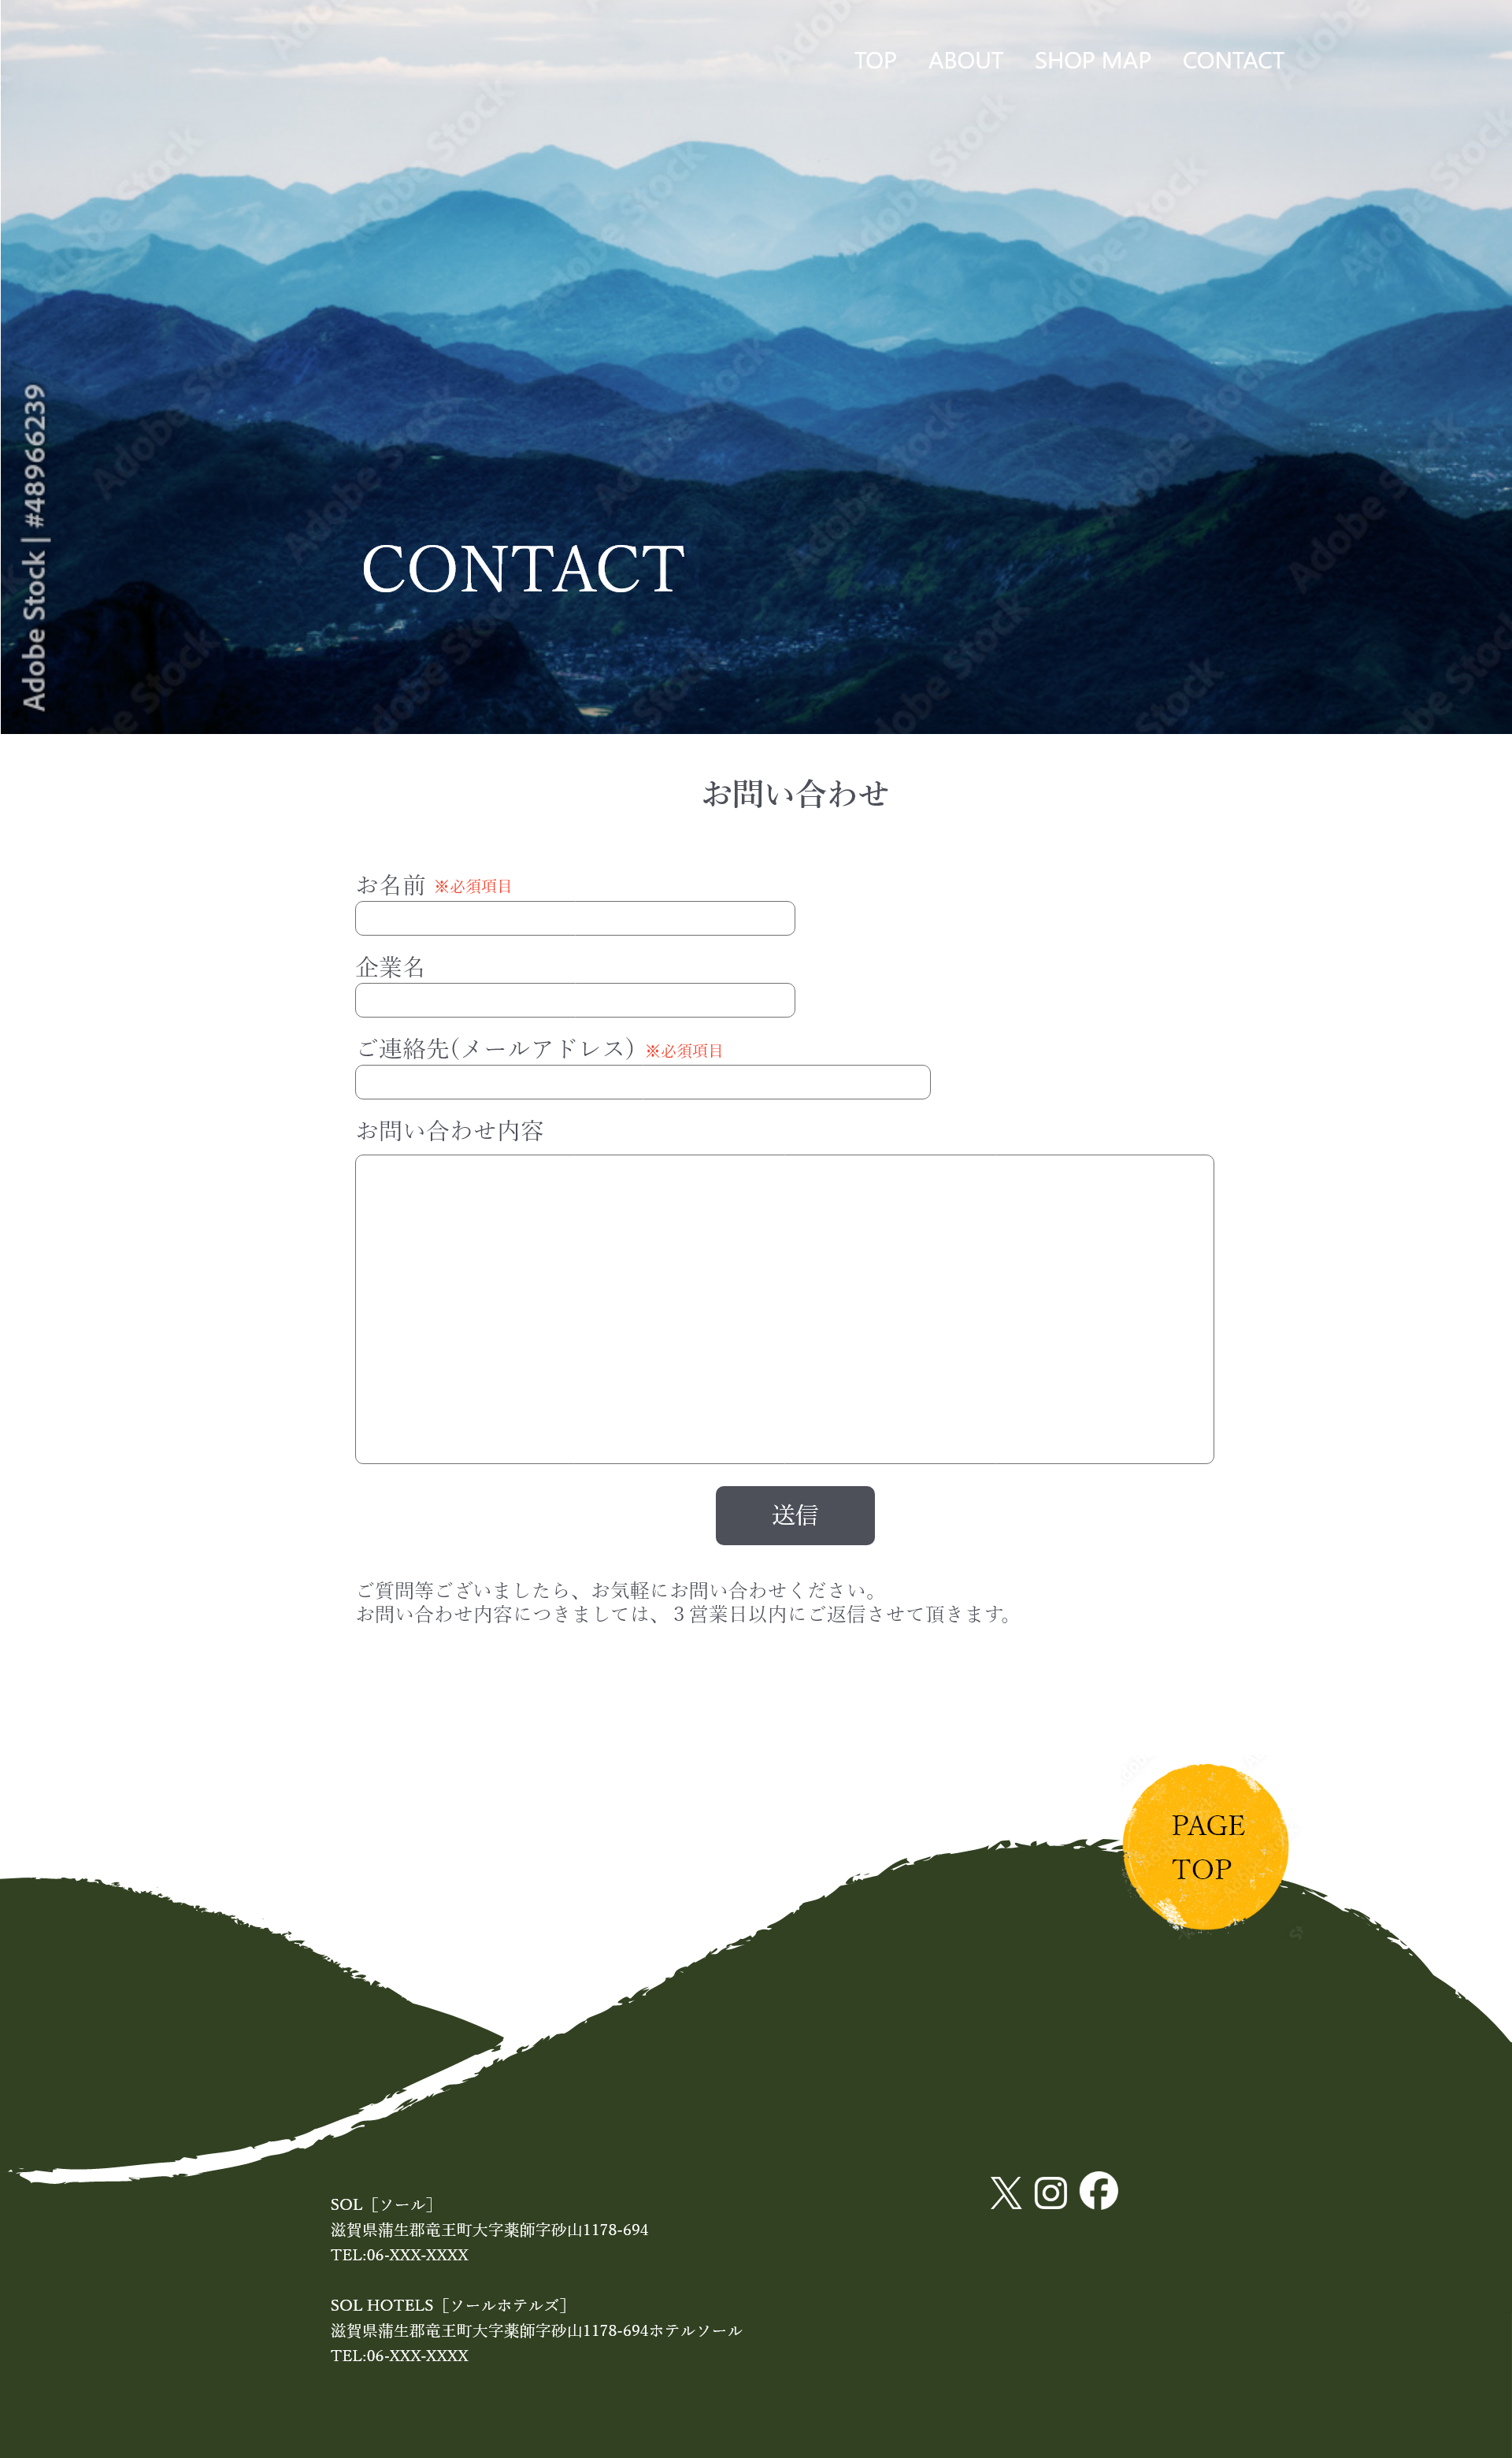 TOP ABOUT SHOP MAP CONTACT
Adobe Stock | #48966239
CONTACT
お問い合わせ
お名前 ※必須項目
企業名
ご連絡先(メールアドレス) ※必須項目
お問い合わせ内容
送信
ご質問等ございましたら、お気軽にお問い合わせください。
お問い合わせ内容につきましては、３営業日以内にご返信させて頂きます。
PAGE
TOP
SOL［ソール］
滋賀県蒲生郡竜王町大字薬師字砂山1178-694
TEL:06-XXX-XXXX
SOL HOTELS［ソールホテルズ］
滋賀県蒲生郡竜王町大字薬師字砂山1178-694ホテルソール
TEL:06-XXX-XXXX